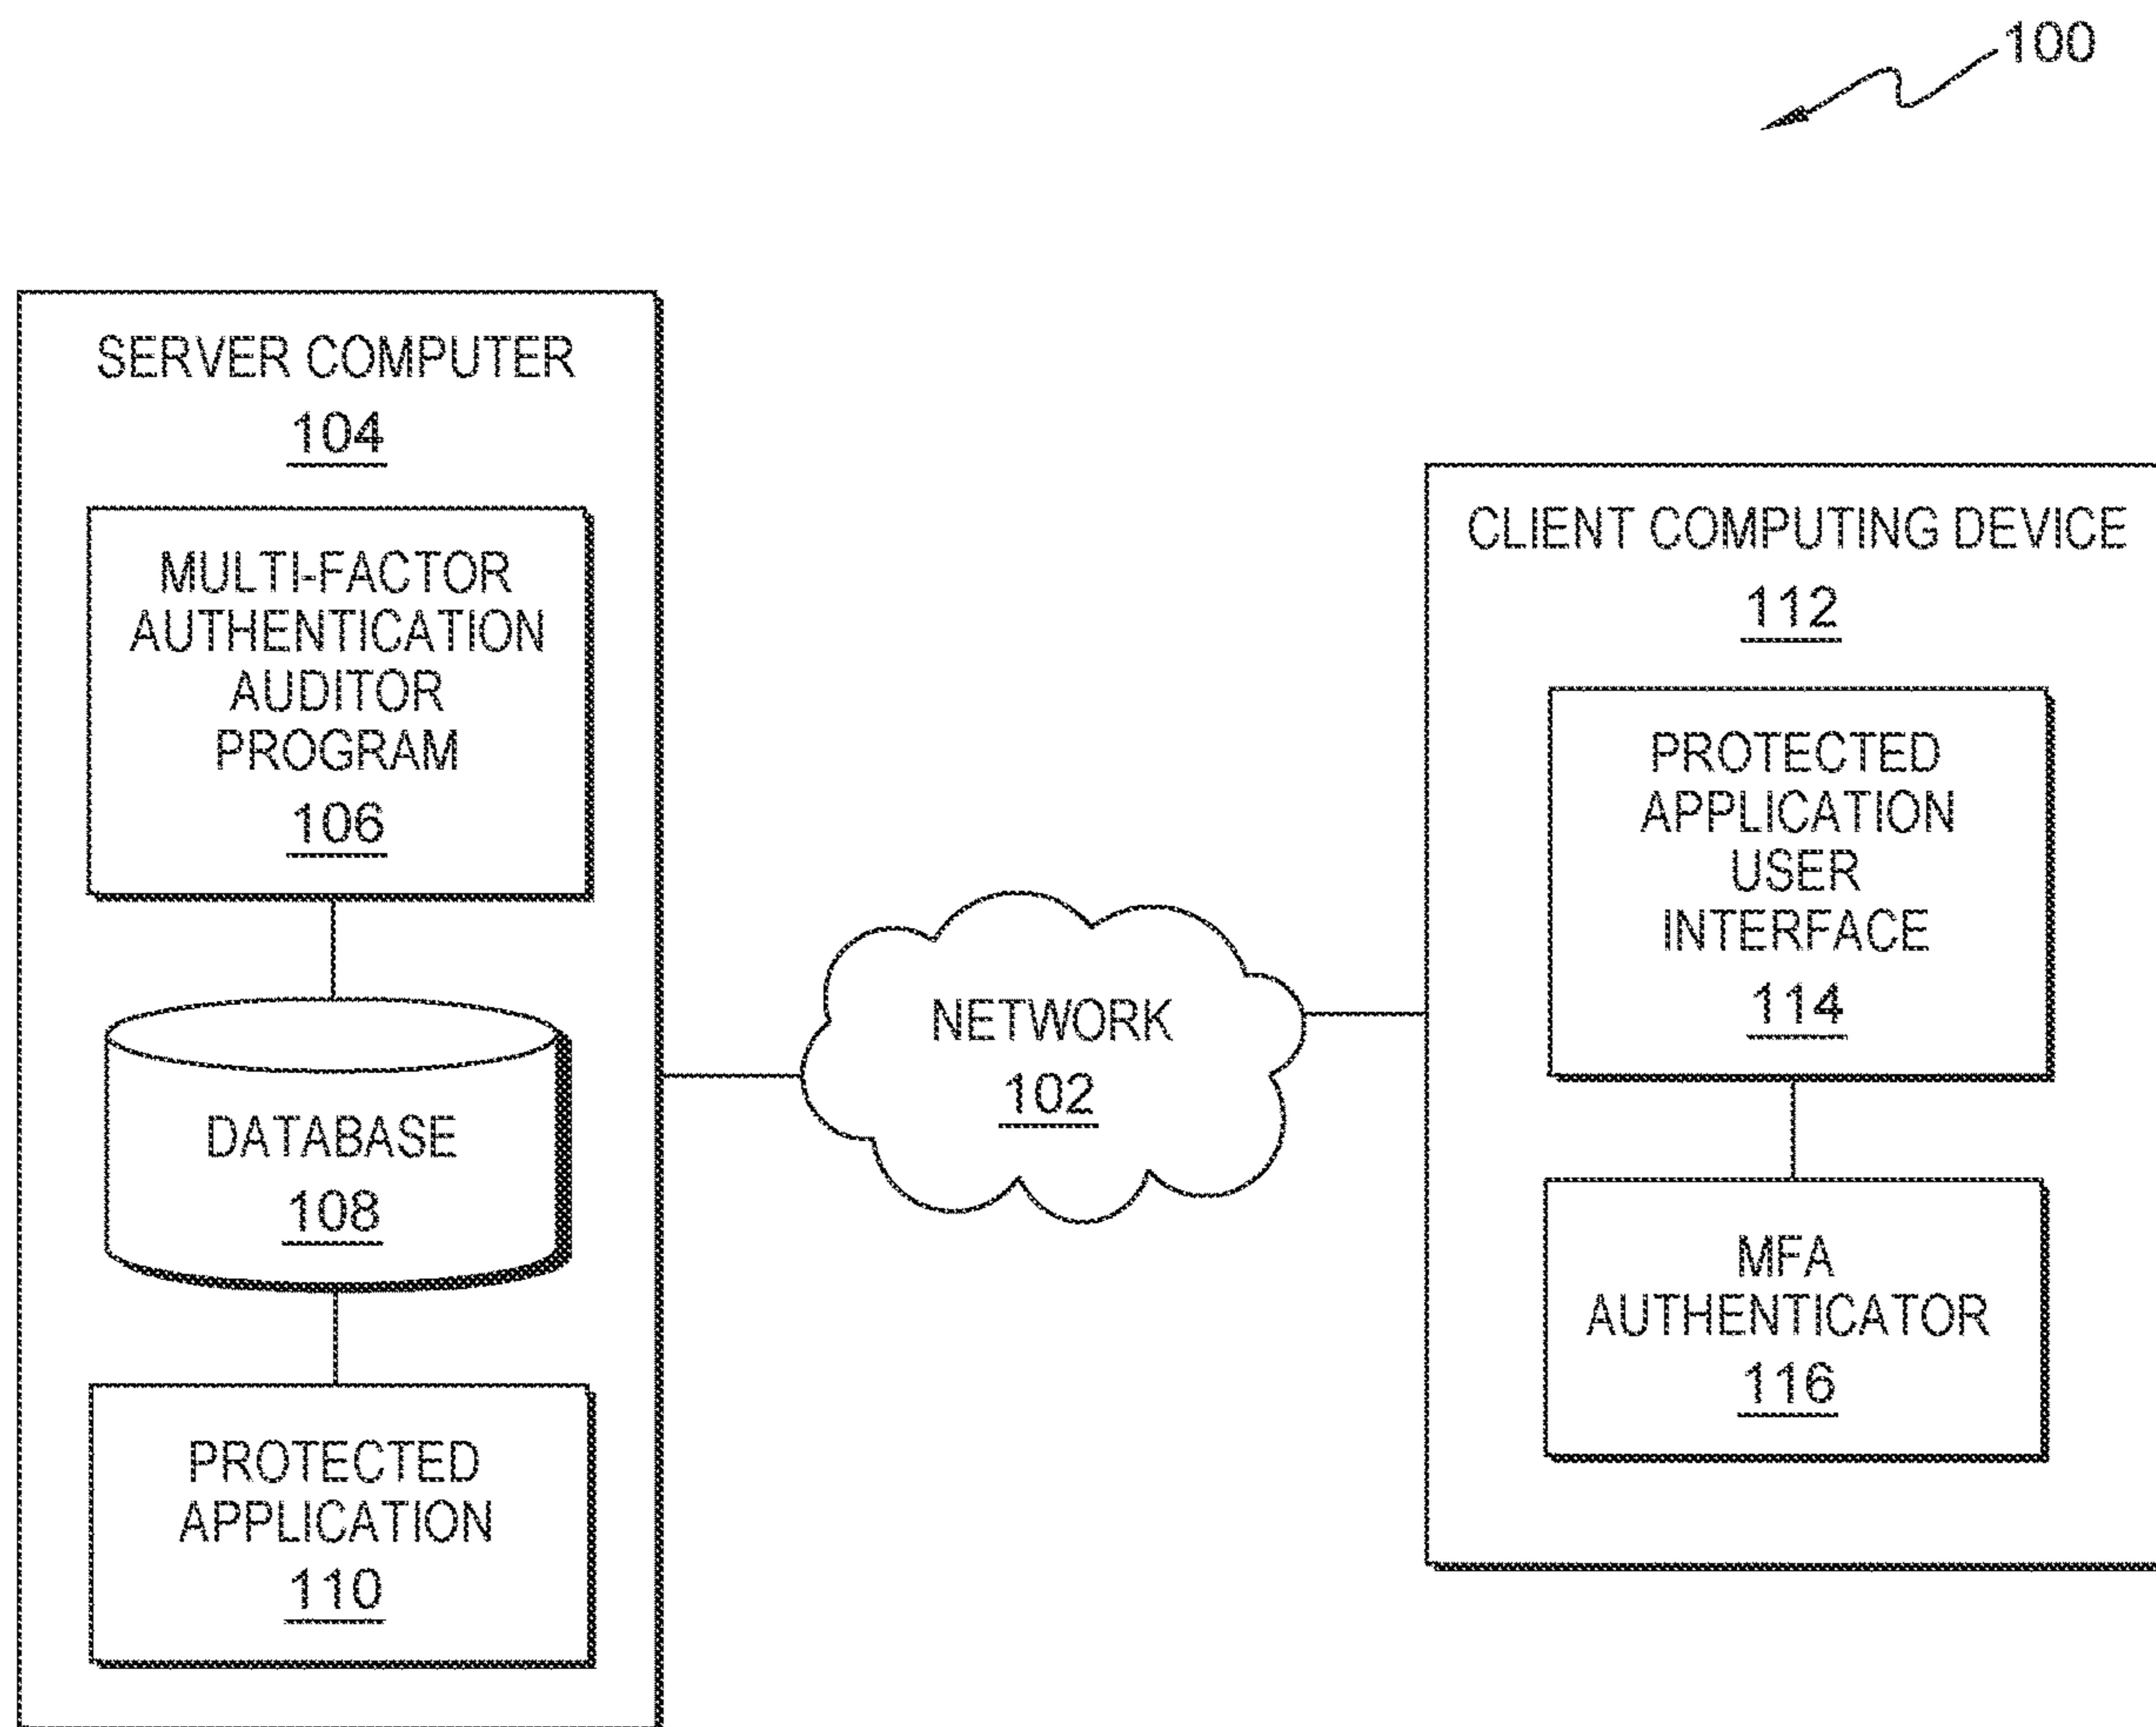 100
SERVER COMPUTER
104
MULTI-FACTOR
AUTHENTICATION
AUDITOR
PROGRAM
106
DATABASE
108
PROTECTED
APPLICATION
110
NETWORK
102
CLIENT COMPUTING DEVICE
112
PROTECTED
APPLICATION
USER
INTERFACE
114
MFA
AUTHENTICATOR
116